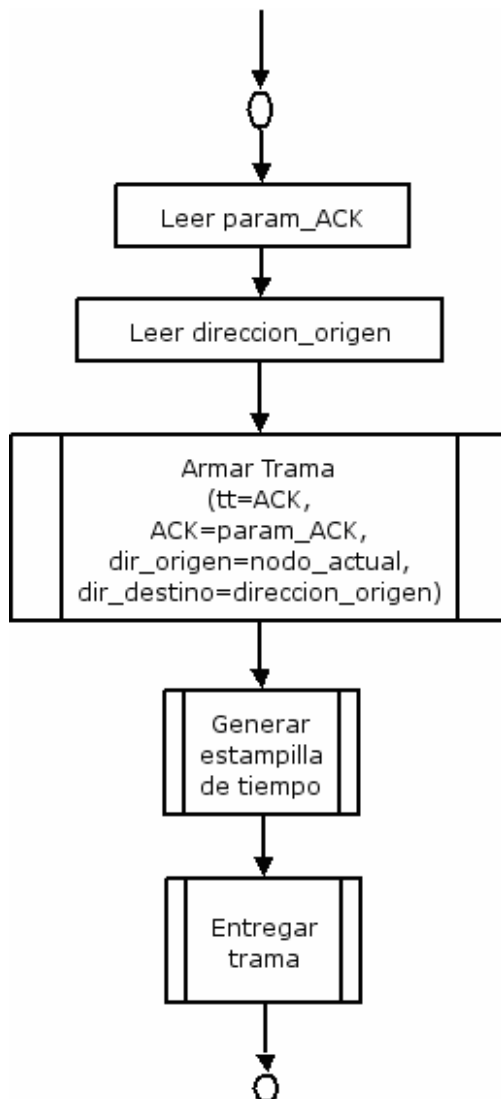 Leer param_ACK
Leer direccion_origen
Armar Trama
(tt=ACK,
ACK=param_ACK,
dir_origen=nodo_actual,
dir_destino=direccion_origen)
Generar
estampilla
de tiempo
Entregar
trama